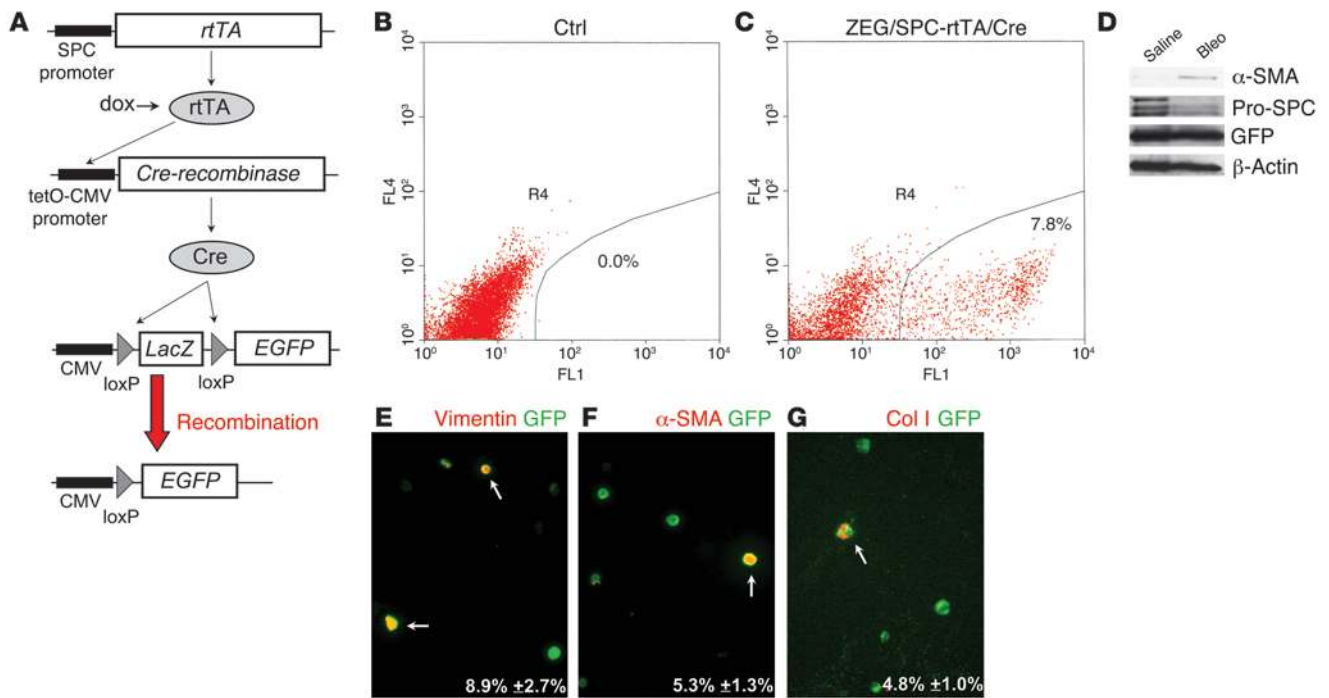 A
rtTA
SPC
promoter
dox
rtTA
Cre-recombinase
tetO-CMV
promoter
Cre
LacZ
EGFP
CMV
loxP
loxP
Recombination
EGFP
CMV
loxP
B
Ctrl
10⁴
10³
10²
10¹
10⁰
FL4
R4
0.0%
10⁰ 10¹ 10² 10³ 10⁴
FL1
C
ZEG/SPC-rtTA/Cre
10⁴
10³
10²
10¹
10⁰
FL4
R4
7.8%
10⁰ 10¹ 10² 10³ 10⁴
FL1
D
Saline Bleo
α-SMA
Pro-SPC
GFP
β-Actin
E Vimentin GFP
8.9% ±2.7%
F α-SMA GFP
5.3% ±1.3%
G Col I GFP
4.8% ±1.0%